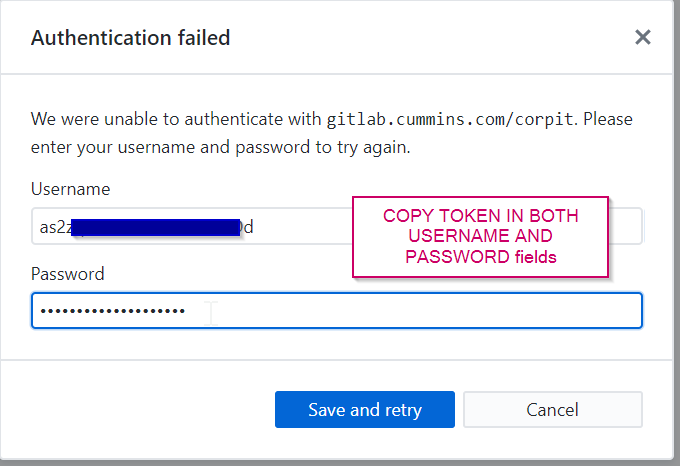 Authentication failed
We were unable to authenticate with gitlab.cummins.com/corpit. Please
enter your username and password to try again.
Username
as2z d
COPY TOKEN IN BOTH
USERNAME AND
PASSWORD fields
Password
••••••••••••••••••••
Save and retry
Cancel